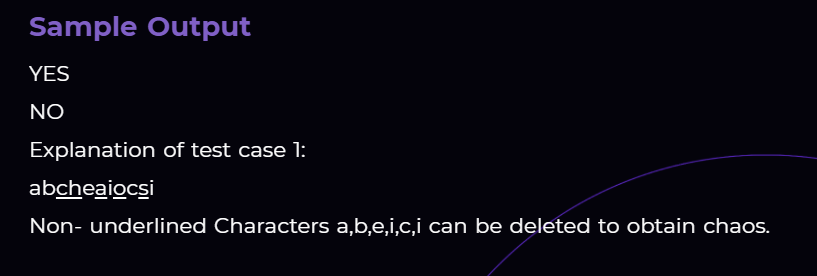 Sample Output
YES
NO
Explanation of test case 1:
abcheaiocsi
Non- underlined Characters a,b,e,i,c,i can be deleted to obtain chaos.